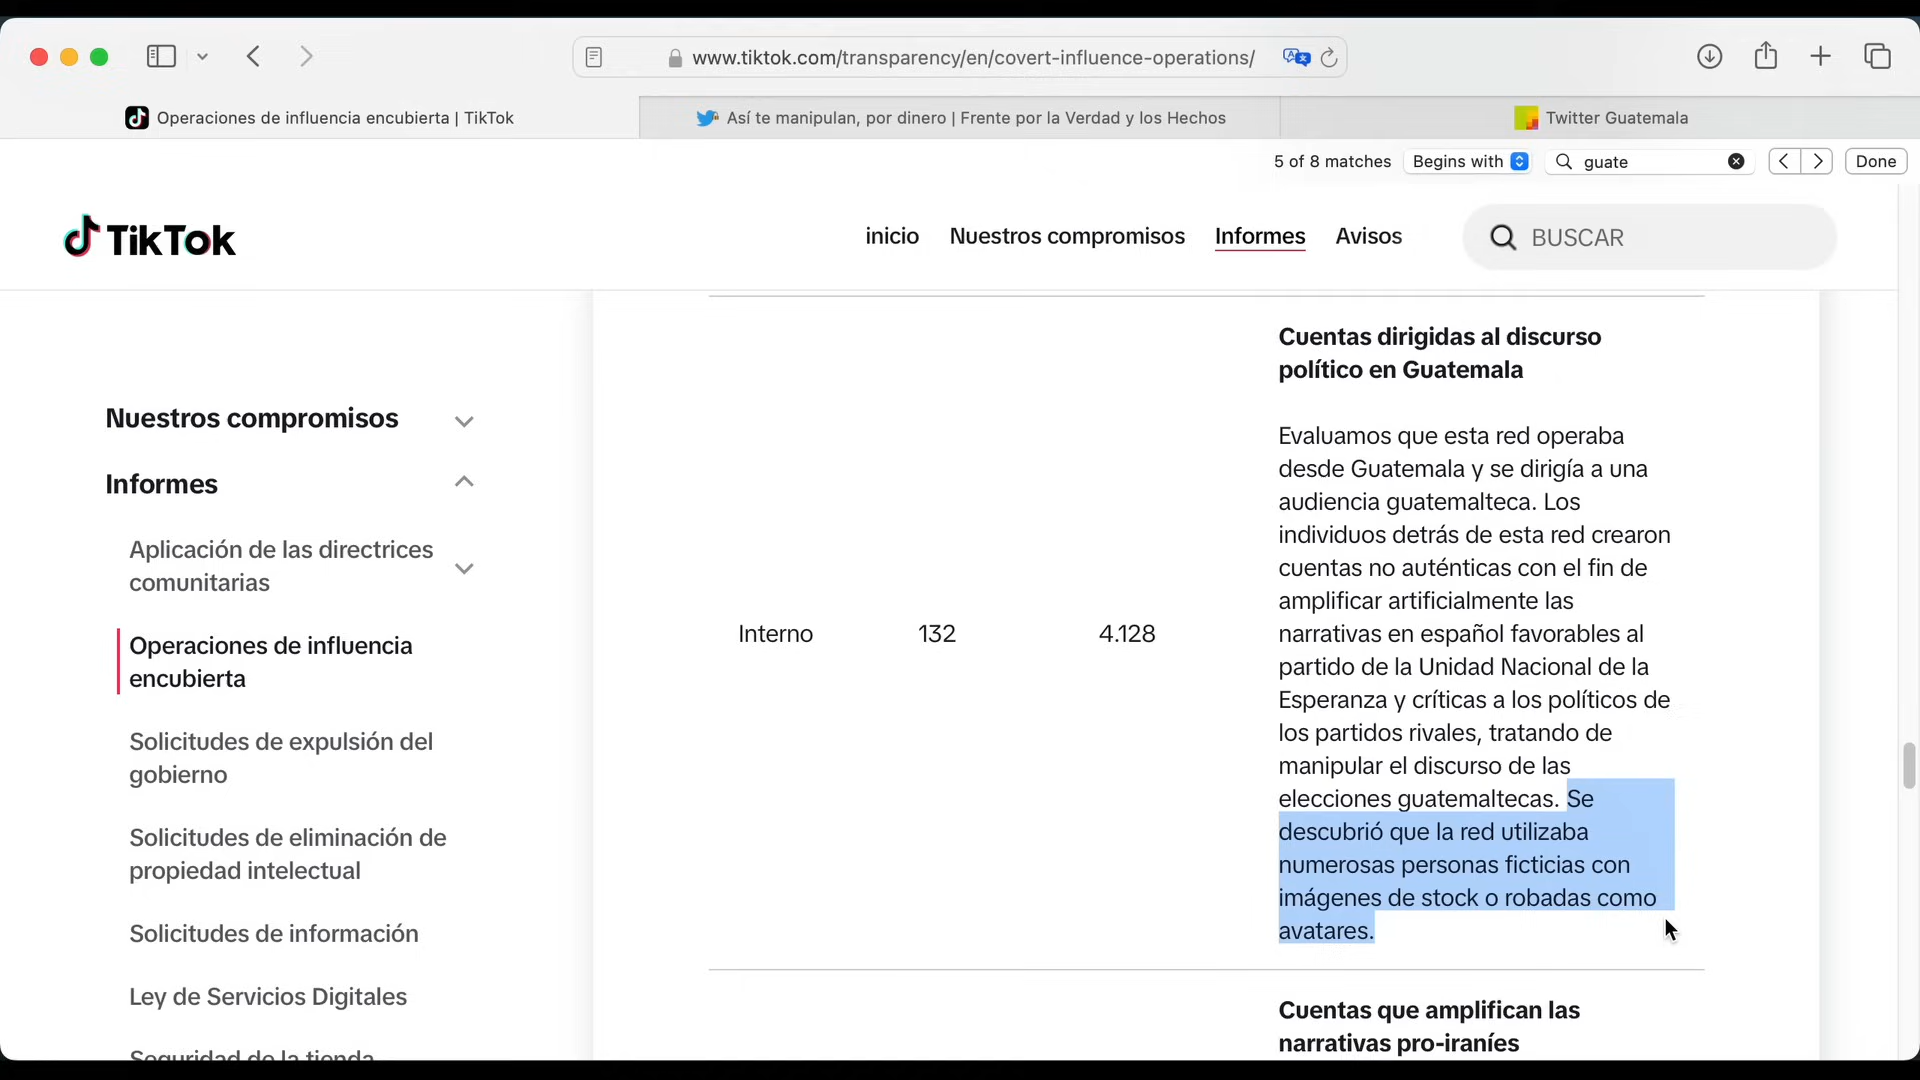 www.tiktok.com/transparency/en/covert-influence-operations/
Operaciones de influencia encubierta | TikTok
Así te manipulan, por dinero | Frente por la Verdad y los Hechos
Twitter Guatemala
5 of 8 matches
Begins with
guate
Done
TikTok
inicio
Nuestros compromisos
Informes
Avisos
BUSCAR
Nuestros compromisos
Informes
Aplicación de las directrices
comunitarias
Operaciones de influencia
encubierta
Solicitudes de expulsión del
gobierno
Solicitudes de eliminación de
propiedad intelectual
Solicitudes de información
Ley de Servicios Digitales
Seguridad de la tienda
Interno
132
4.128
Cuentas dirigidas al discurso
político en Guatemala
Evaluamos que esta red operaba
desde Guatemala y se dirigía a una
audiencia guatemalteca. Los
individuos detrás de esta red crearon
cuentas no auténticas con el fin de
amplificar artificialmente las
narrativas en español favorables al
partido de la Unidad Nacional de la
Esperanza y críticas a los políticos de
los partidos rivales, tratando de
manipular el discurso de las
elecciones guatemaltecas. Se
descubrió que la red utilizaba
numerosas personas ficticias con
imágenes de stock o robadas como
avatares.
Cuentas que amplifican las
narrativas pro-iraníes